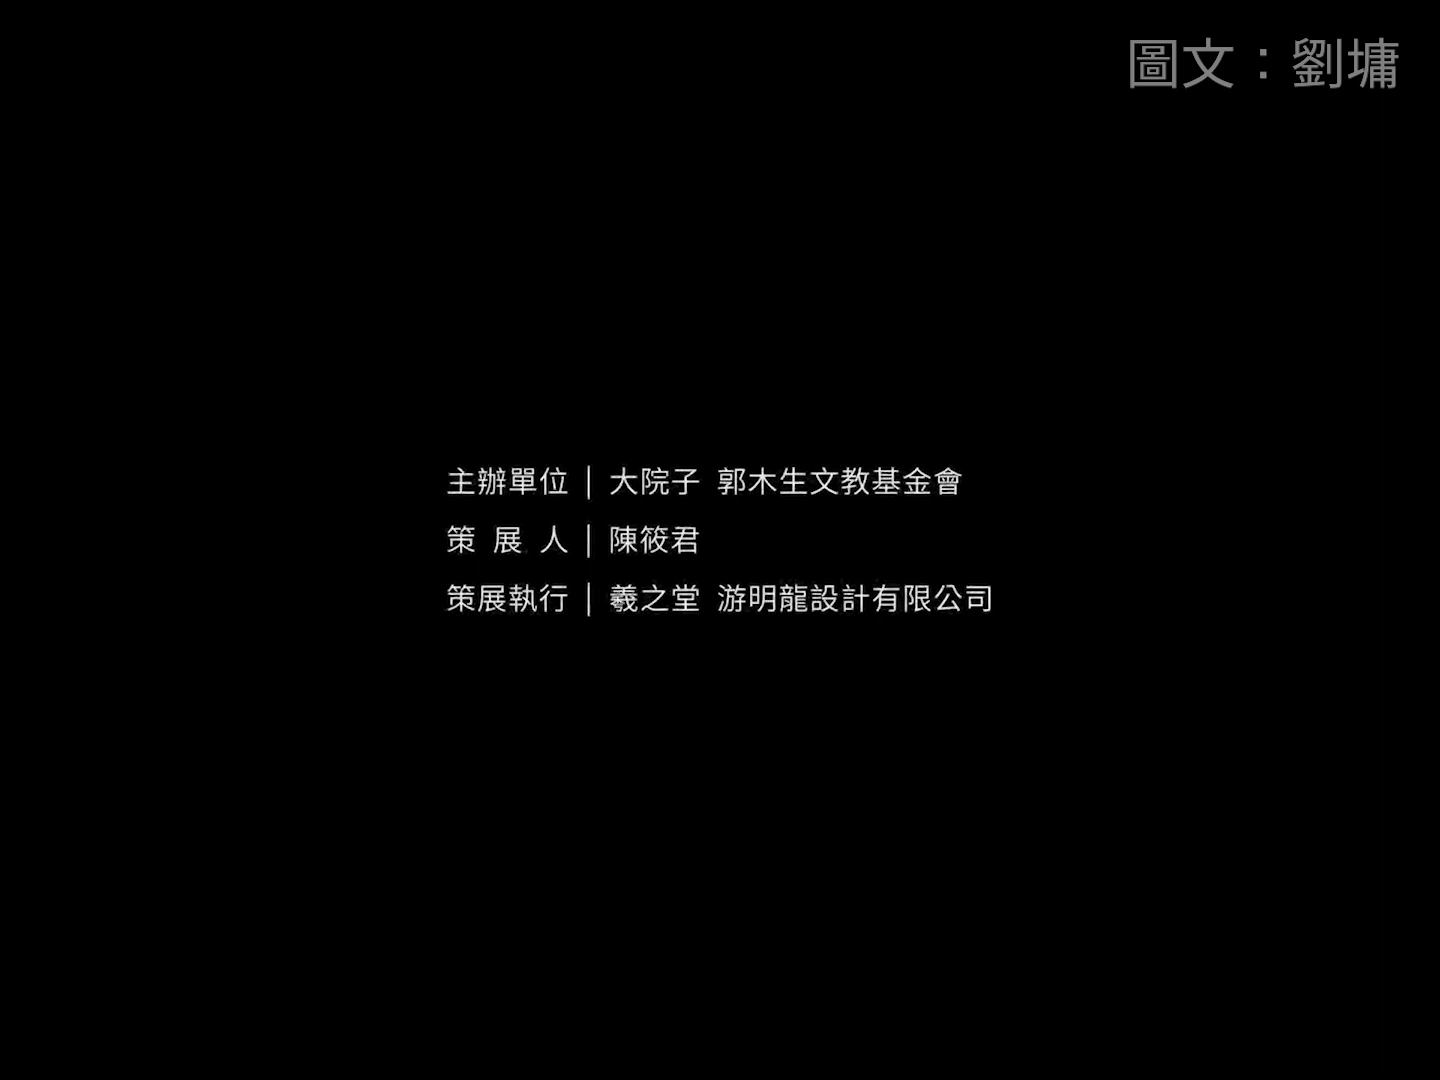 圖文：劉墉
主辦單位｜大院子 郭木生文教基金會
策 展 人｜陳筱君
策展執行｜羲之堂 游明龍設計有限公司